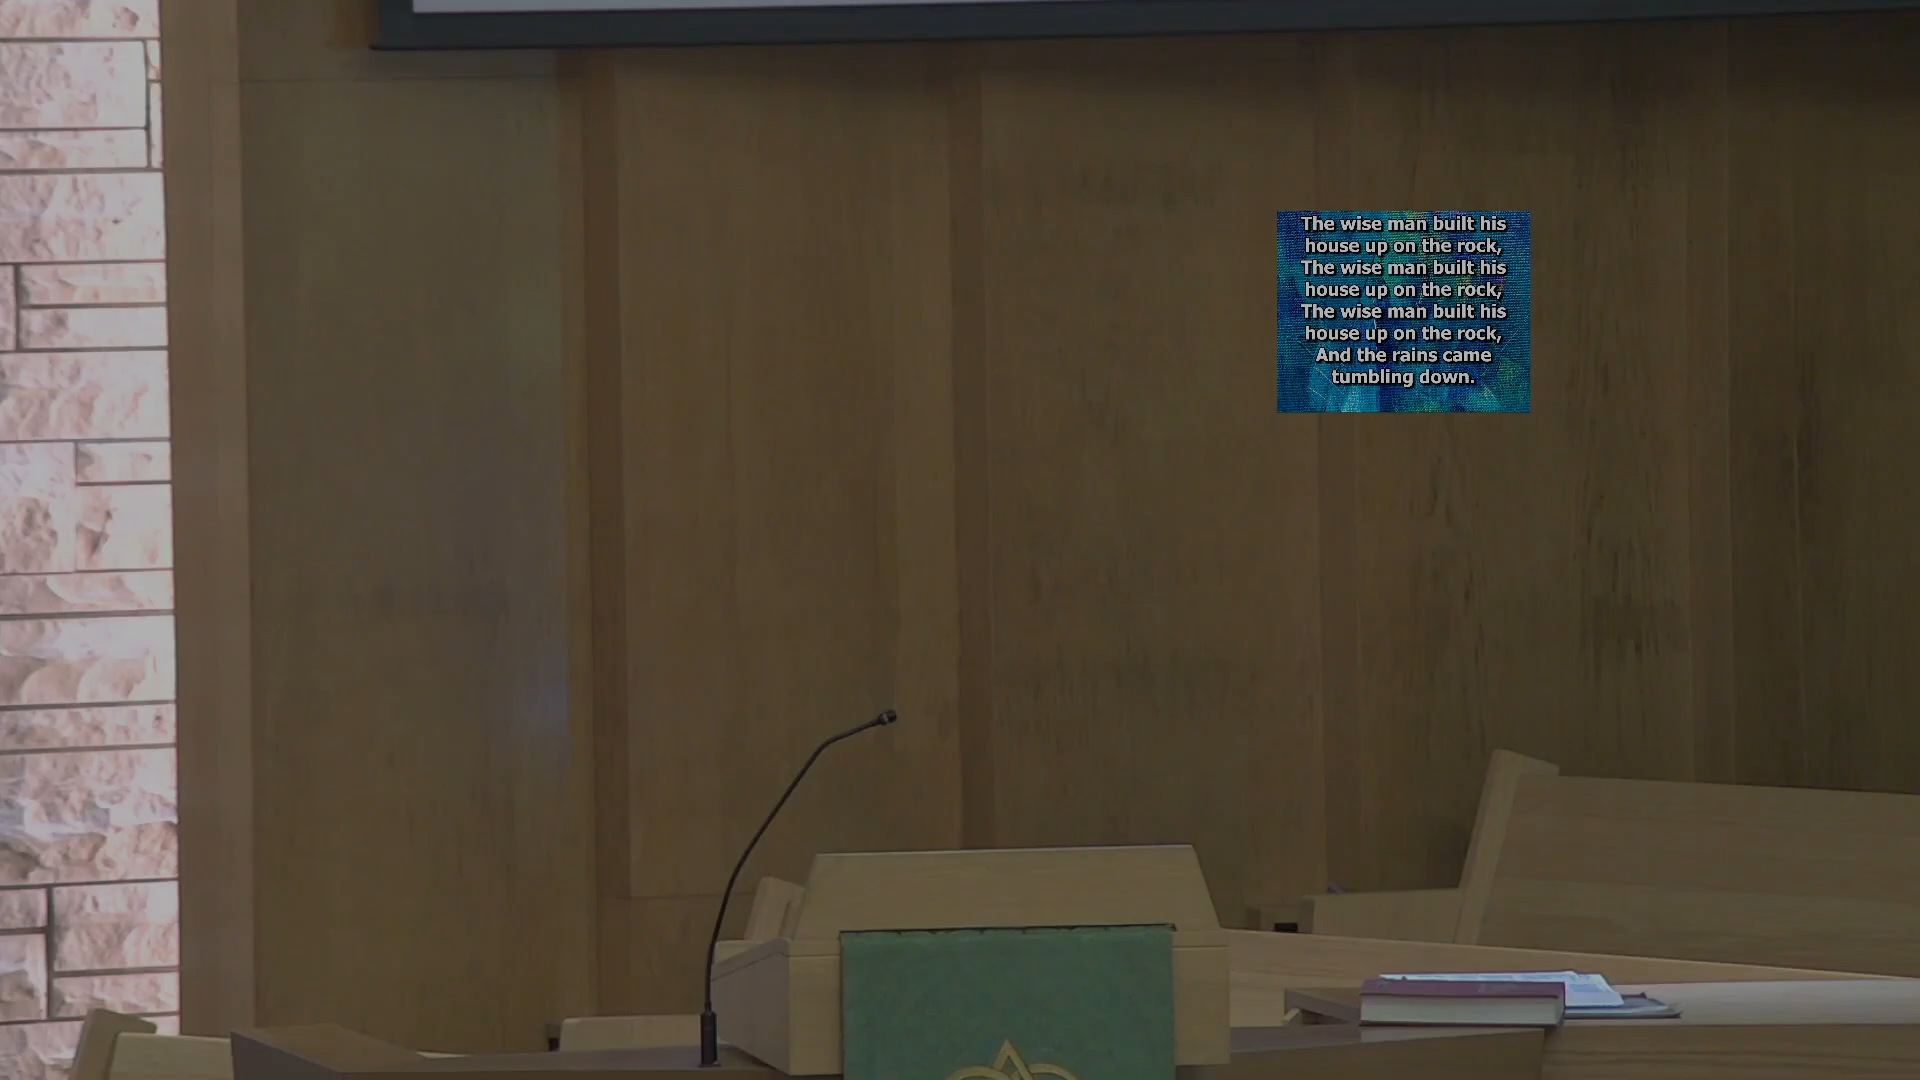 The wise man built his
house up on the rock,
The wise man built his
house up on the rock,
The wise man built his
house up on the rock,
And the rains came
tumbling down.